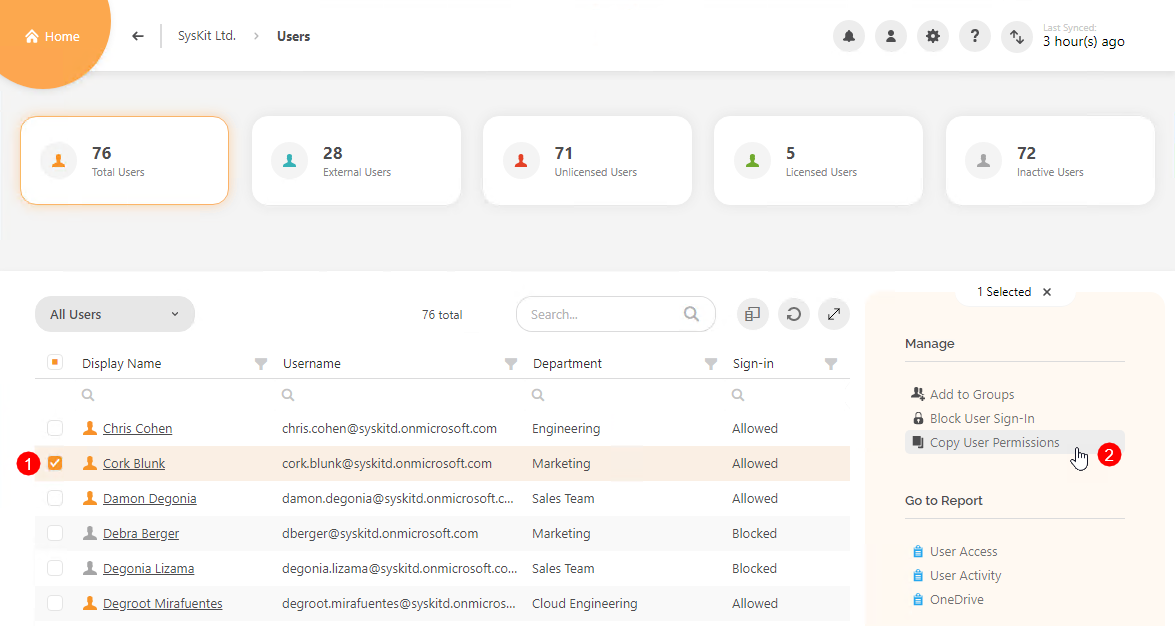 Home
SysKit Ltd. > Users
?
Last Synced:
3 hour(s) ago
76
Total Users
28
External Users
71
Unlicensed Users
5
Licensed Users
72
Inactive Users
All Users
76 total
Search...
1 Selected ×
Display Name Username Department Sign-in
Chris Cohen chris.cohen@syskitd.onmicrosoft.com Engineering Allowed
1 Cork Blunk cork.blunk@syskitd.onmicrosoft.com Marketing Allowed
Damon Degonia damon.degonia@syskitd.onmicrosoft.c... Sales Team Allowed
Debra Berger dberger@syskitd.onmicrosoft.com Marketing Blocked
Degonia Lizama degonia.lizama@syskitd.onmicrosoft.co... Sales Team Blocked
Degroot Mirafuentes degroot.mirafuentes@syskitd.onmicros... Cloud Engineering Allowed
Manage
Add to Groups
Block User Sign-In
Copy User Permissions
2
Go to Report
User Access
User Activity
OneDrive